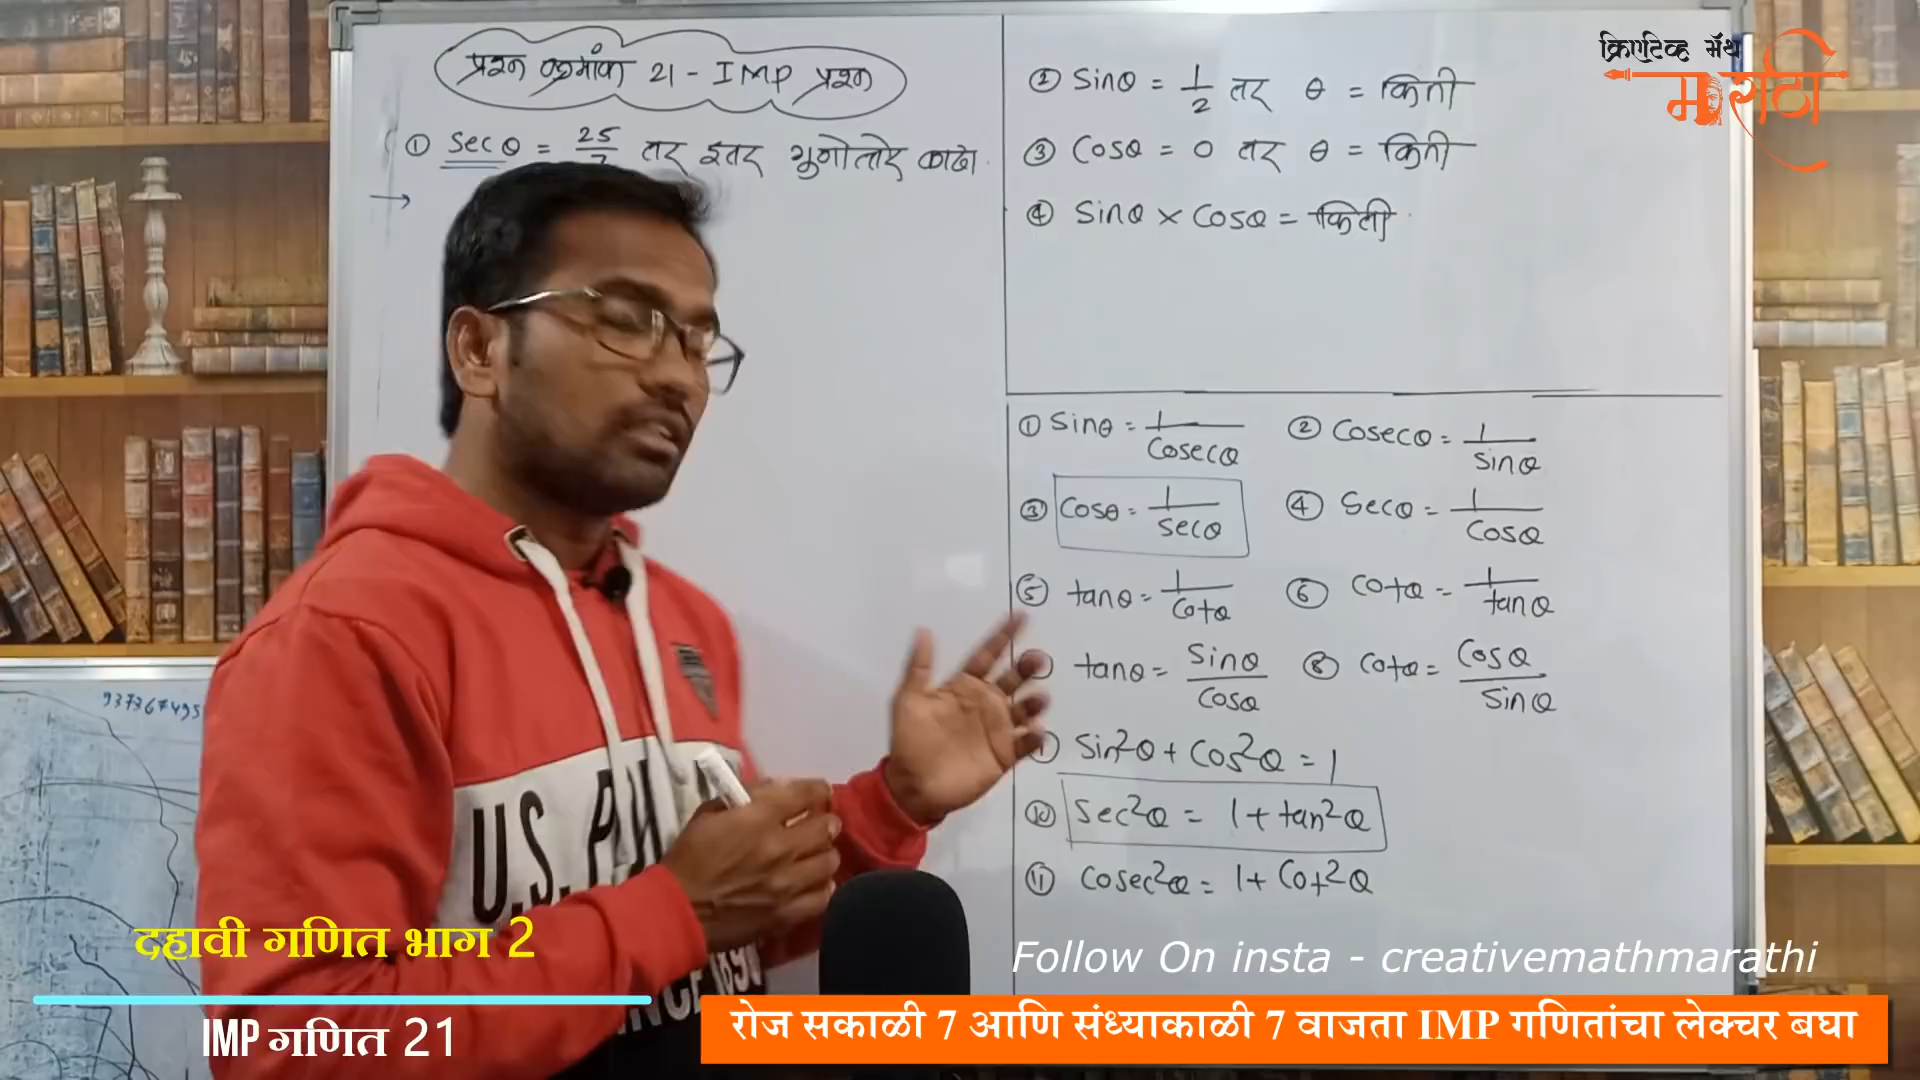 प्रश्न क्रमांक 21 - IMP प्रश्न
① secθ = 25/7 तर इतर गुणोत्तरे काढा.
→
② Sinθ = 1/2 तर θ = किती
③ Cosθ = 0 तर θ = किती
④ Sinθ × Cosθ = किती
क्रिएटिव्ह मॅथ
मराठी
① Sinθ = 1/Cosecθ ② Cosecθ = 1/Sinθ
③ Cosθ = 1/Secθ ④ Secθ = 1/Cosθ
⑤ tanθ = 1/Cotθ ⑥ Cotθ = 1/tanθ
tanθ = Sinθ/Cosθ ⑧ Cotθ = Cosθ/Sinθ
Sin²θ + Cos²θ = 1
⑩ Sec²θ = 1 + tan²θ
⑪ Cosec²θ = 1 + Cot²θ
937367495
U.S. P
SINCE 1890
दहावी गणित भाग 2
IMP गणित 21
Follow On insta - creativemathmarathi
रोज सकाळी 7 आणि संध्याकाळी 7 वाजता IMP गणितांचा लेक्चर बघा